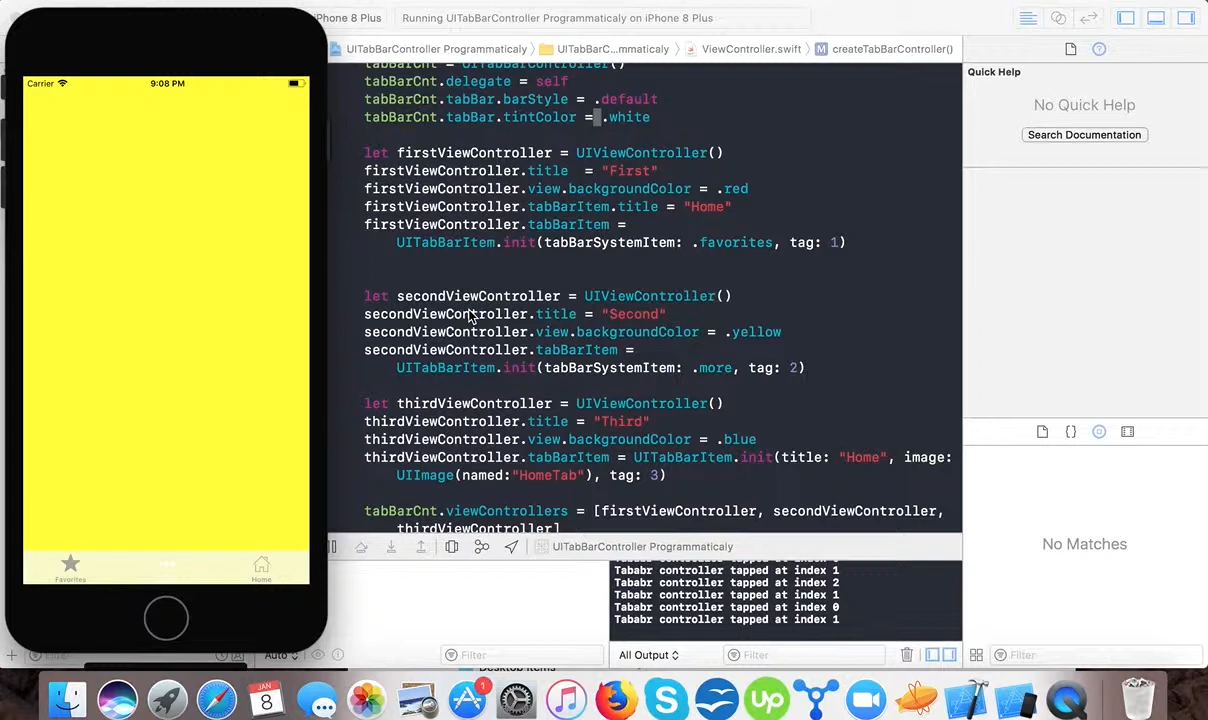 iPhone 8 Plus
Running UITabBarController Programmaticaly on iPhone 8 Plus
UITabBarController Programmaticaly
UITabBarC...mmaticaly
ViewController.swift
M
createTabBarController()
Carrier
9:08 PM
Favorites
Home
tabBarCnt = UITabBarController()
tabBarCnt.delegate = self
tabBarCnt.tabBar.barStyle = .default
tabBarCnt.tabBar.tintColor = .white
let firstViewController = UIViewController()
firstViewController.title  = "First"
firstViewController.view.backgroundColor = .red
firstViewController.tabBarItem.title = "Home"
firstViewController.tabBarItem =
UITabBarItem.init(tabBarSystemItem: .favorites, tag: 1)
let secondViewController = UIViewController()
secondViewController.title = "Second"
secondViewController.view.backgroundColor = .yellow
secondViewController.tabBarItem =
UITabBarItem.init(tabBarSystemItem: .more, tag: 2)
let thirdViewController = UIViewController()
thirdViewController.title = "Third"
thirdViewController.view.backgroundColor = .blue
thirdViewController.tabBarItem = UITabBarItem.init(title: "Home", image:
UIImage(named:"HomeTab"), tag: 3)
tabBarCnt.viewControllers = [firstViewController, secondViewController,
thirdViewController]
UITabBarController Programmaticaly
Tababr controller tapped at index 1
Tababr controller tapped at index 2
Tababr controller tapped at index 1
Tababr controller tapped at index 0
Tababr controller tapped at index 1
Auto
Filter
All Output
Filter
Quick Help
No Quick Help
Search Documentation
No Matches
Filter
Desktop Items
JAN
8
1
Up